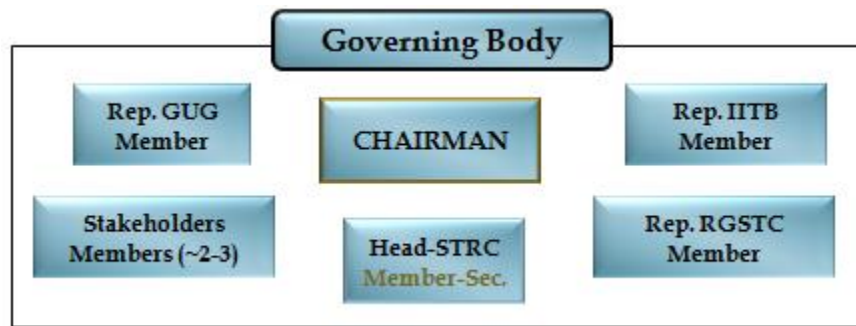 Governing Body
Rep. GUG
Member
CHAIRMAN
Rep. IITB
Member
Stakeholders
Members (~2-3)
Head-STRC
Member-Sec.
Rep. RGSTC
Member